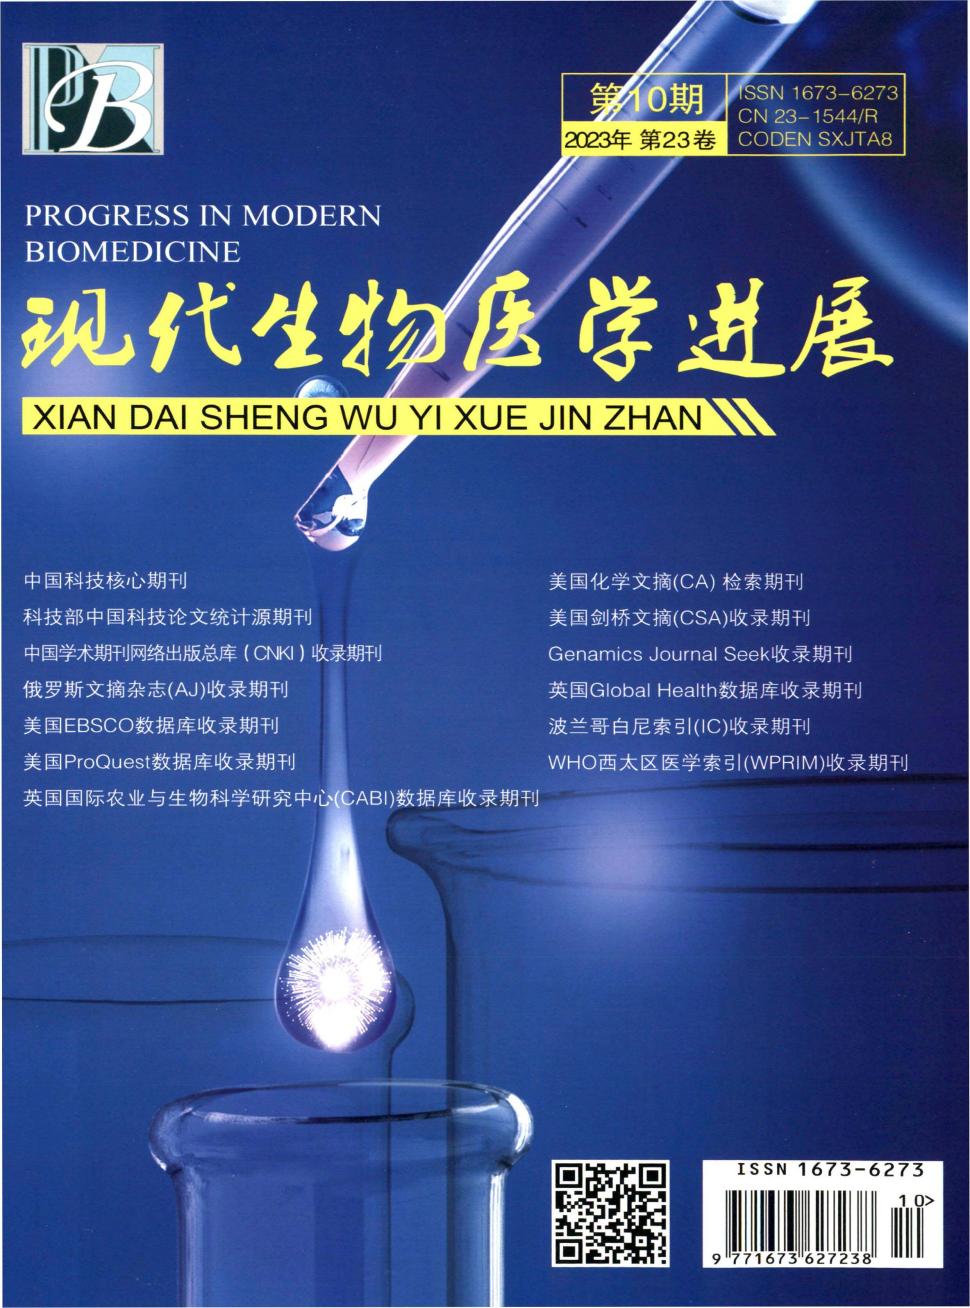 PMB
第10期
2023年 第23卷
ISSN 1673-6273
CN 23-1544/R
CODEN SXJTA8
PROGRESS IN MODERN
BIOMEDICINE
现代生物医学进展
XIAN DAI SHENG WU YI XUE JIN ZHAN
中国科技核心期刊
科技部中国科技论文统计源期刊
中国学术期刊网络出版总库（CNKI）收录期刊
俄罗斯文摘杂志(AJ)收录期刊
美国EBSCO数据库收录期刊
美国ProQuest数据库收录期刊
英国国际农业与生物科学研究中心(CABI)数据库收录期刊
美国化学文摘(CA) 检索期刊
美国剑桥文摘(CSA)收录期刊
Genamics Journal Seek收录期刊
英国Global Health数据库收录期刊
波兰哥白尼索引(IC)收录期刊
WHO西太区医学索引(WPRIM)收录期刊
ISSN 1673-6273
10>
9 771673 627238